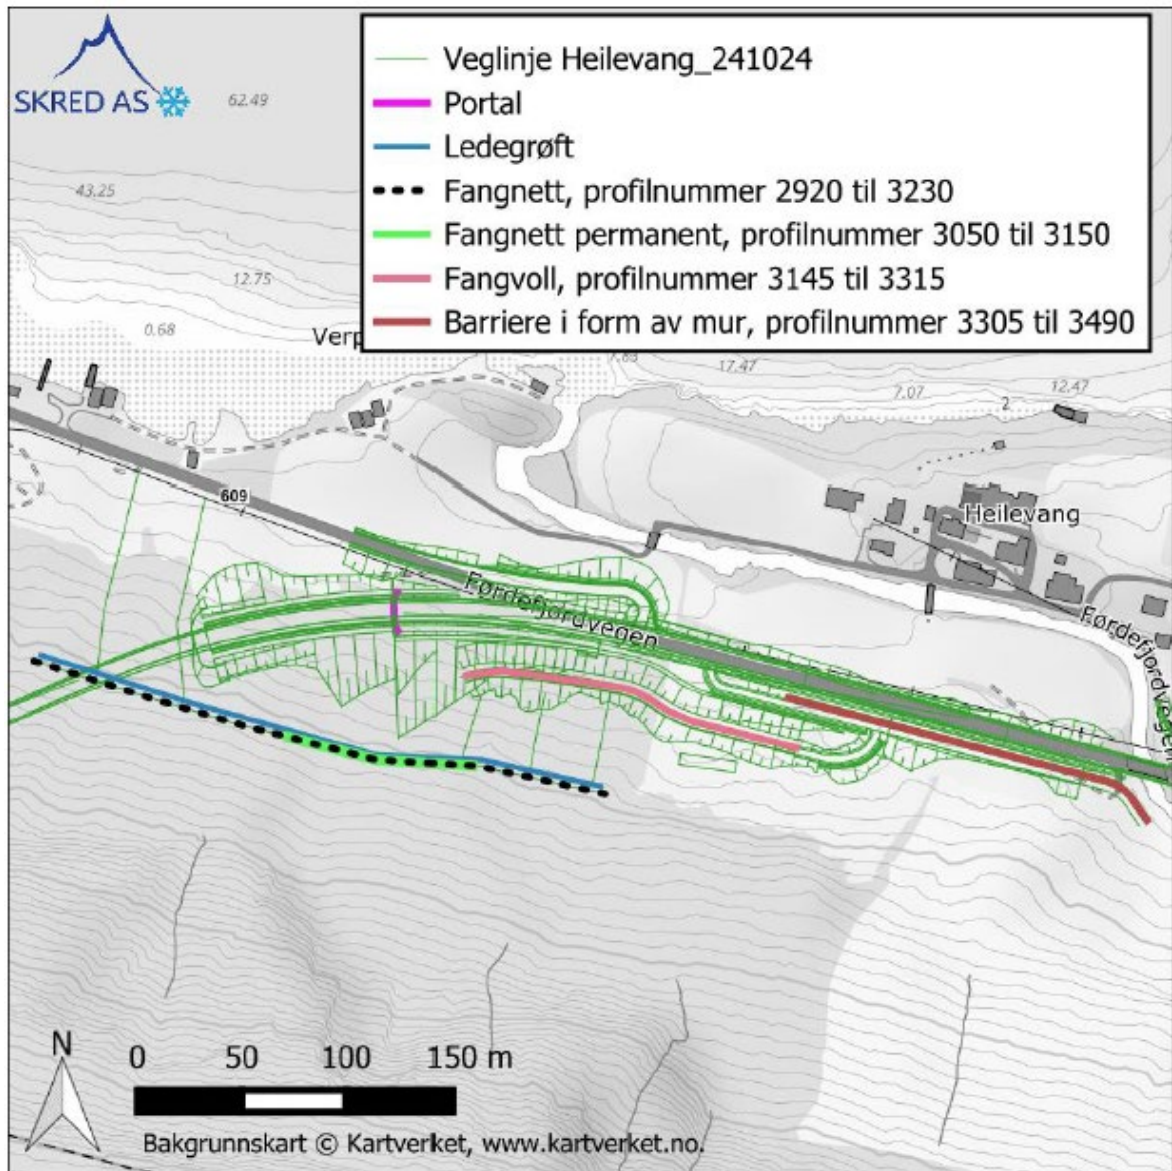 SKRED AS
Veglinje Heilevang_241024
Portal
Ledegrøft
Fangnett, profilnummer 2920 til 3230
Fangnett permanent, profilnummer 3050 til 3150
Fangvoll, profilnummer 3145 til 3315
Barriere i form av mur, profilnummer 3305 til 3490
62.49
43.25
12.75
0.68
Verp
17.47
7.07
12.47
2
609
Heilevang
Førdefjordvegen
Førdefjordvegen
N
0 50 100 150 m
Bakgrunnskart © Kartverket, www.kartverket.no.